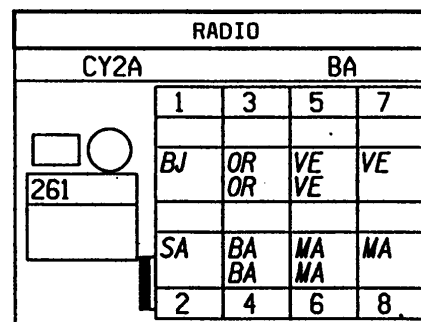 RADIO
CY2A BA
1 3 5 7
BJ OR VE VE
OR VE
261
SA BA MA MA
BA MA
2 4 6 8